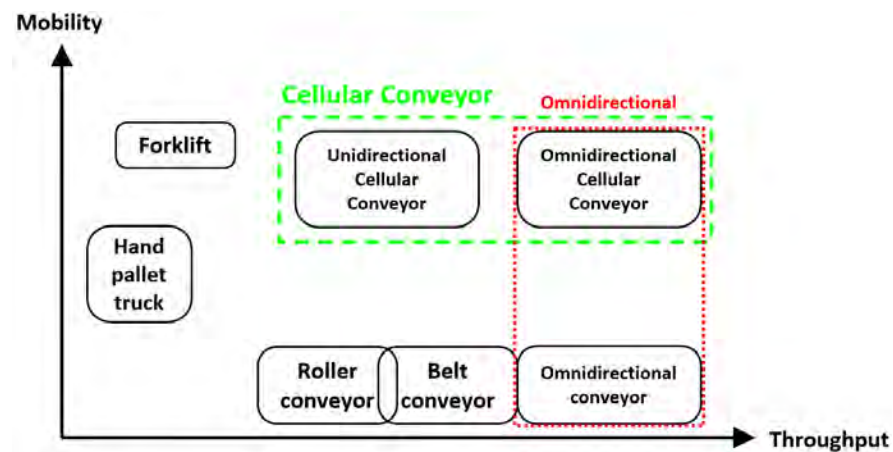 Mobility
Cellular Conveyor
Omnidirectional
Forklift
Unidirectional
Cellular
Conveyor
Omnidirectional
Cellular
Conveyor
Hand
pallet
truck
Roller
conveyor
Belt
conveyor
Omnidirectional
conveyor
Throughput